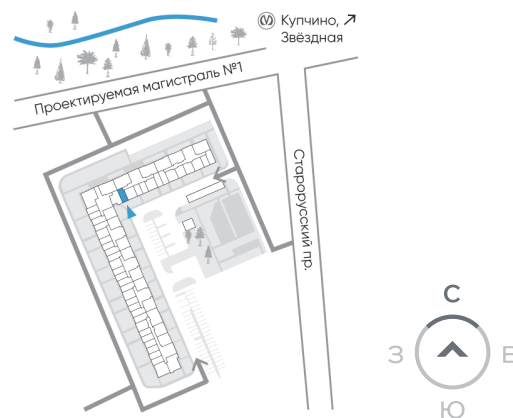 Купчино, ↗
Звёздная
Проектируемая магистраль №1
Старорусский пр.
С
З
В
Ю